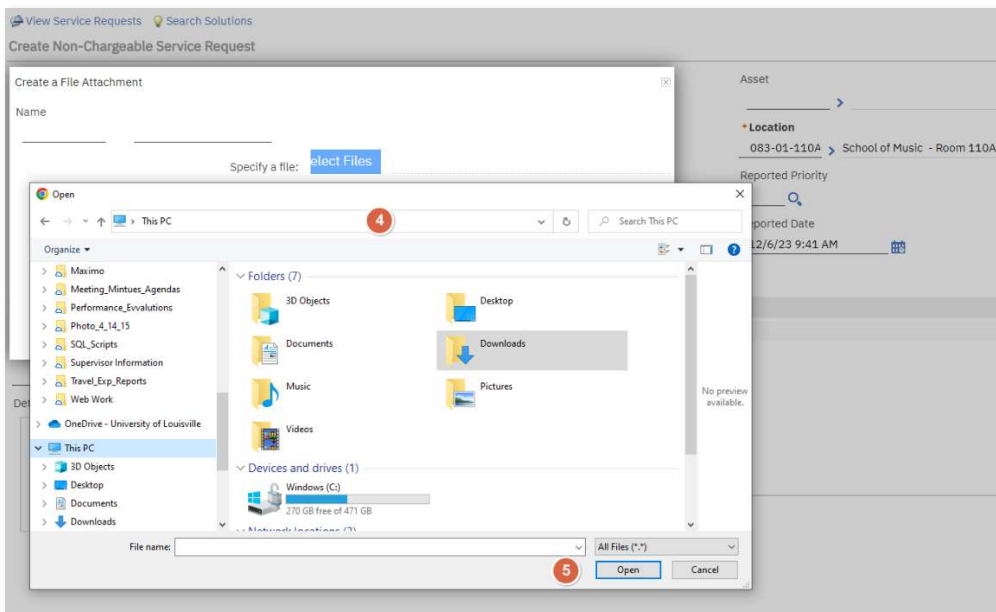 View Service Requests Search Solutions
Create Non-Chargeable Service Request
Create a File Attachment
Name
Specify a file: elect Files
Asset
Location
083-01-110A School of Music - Room 110A
Reported Priority
ported Date
12/6/23 9:41 AM
Open
4
This PC
Search This PC
Organize
Maximo
Meeting_Mintues_Agendas
Performance_Evvalutions
Photo_4_14_15
SQL_Scripts
Supervisor Information
Travel_Exp_Reports
Web Work
OneDrive - University of Louisville
This PC
3D Objects
Desktop
Documents
Downloads
Folders (7)
3D Objects
Desktop
Documents
Downloads
Music
Pictures
Videos
Devices and drives (1)
Windows (C:)
270 GB free of 471 GB
No preview
available.
Det
File name:
All Files (*.*)
5
Open
Cancel